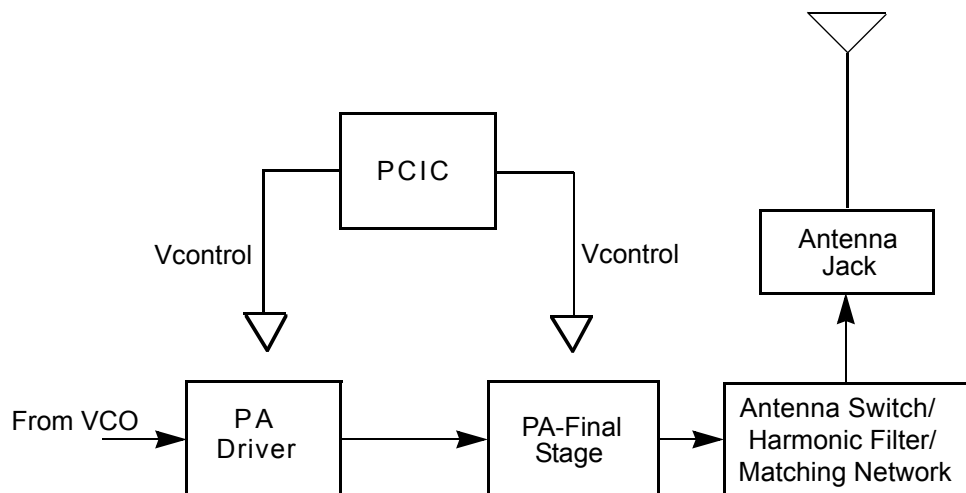 PCIC
Vcontrol
Vcontrol
Antenna
Jack
From VCO
PA
Driver
PA-Final
Stage
Antenna Switch/
Harmonic Filter/
Matching Network